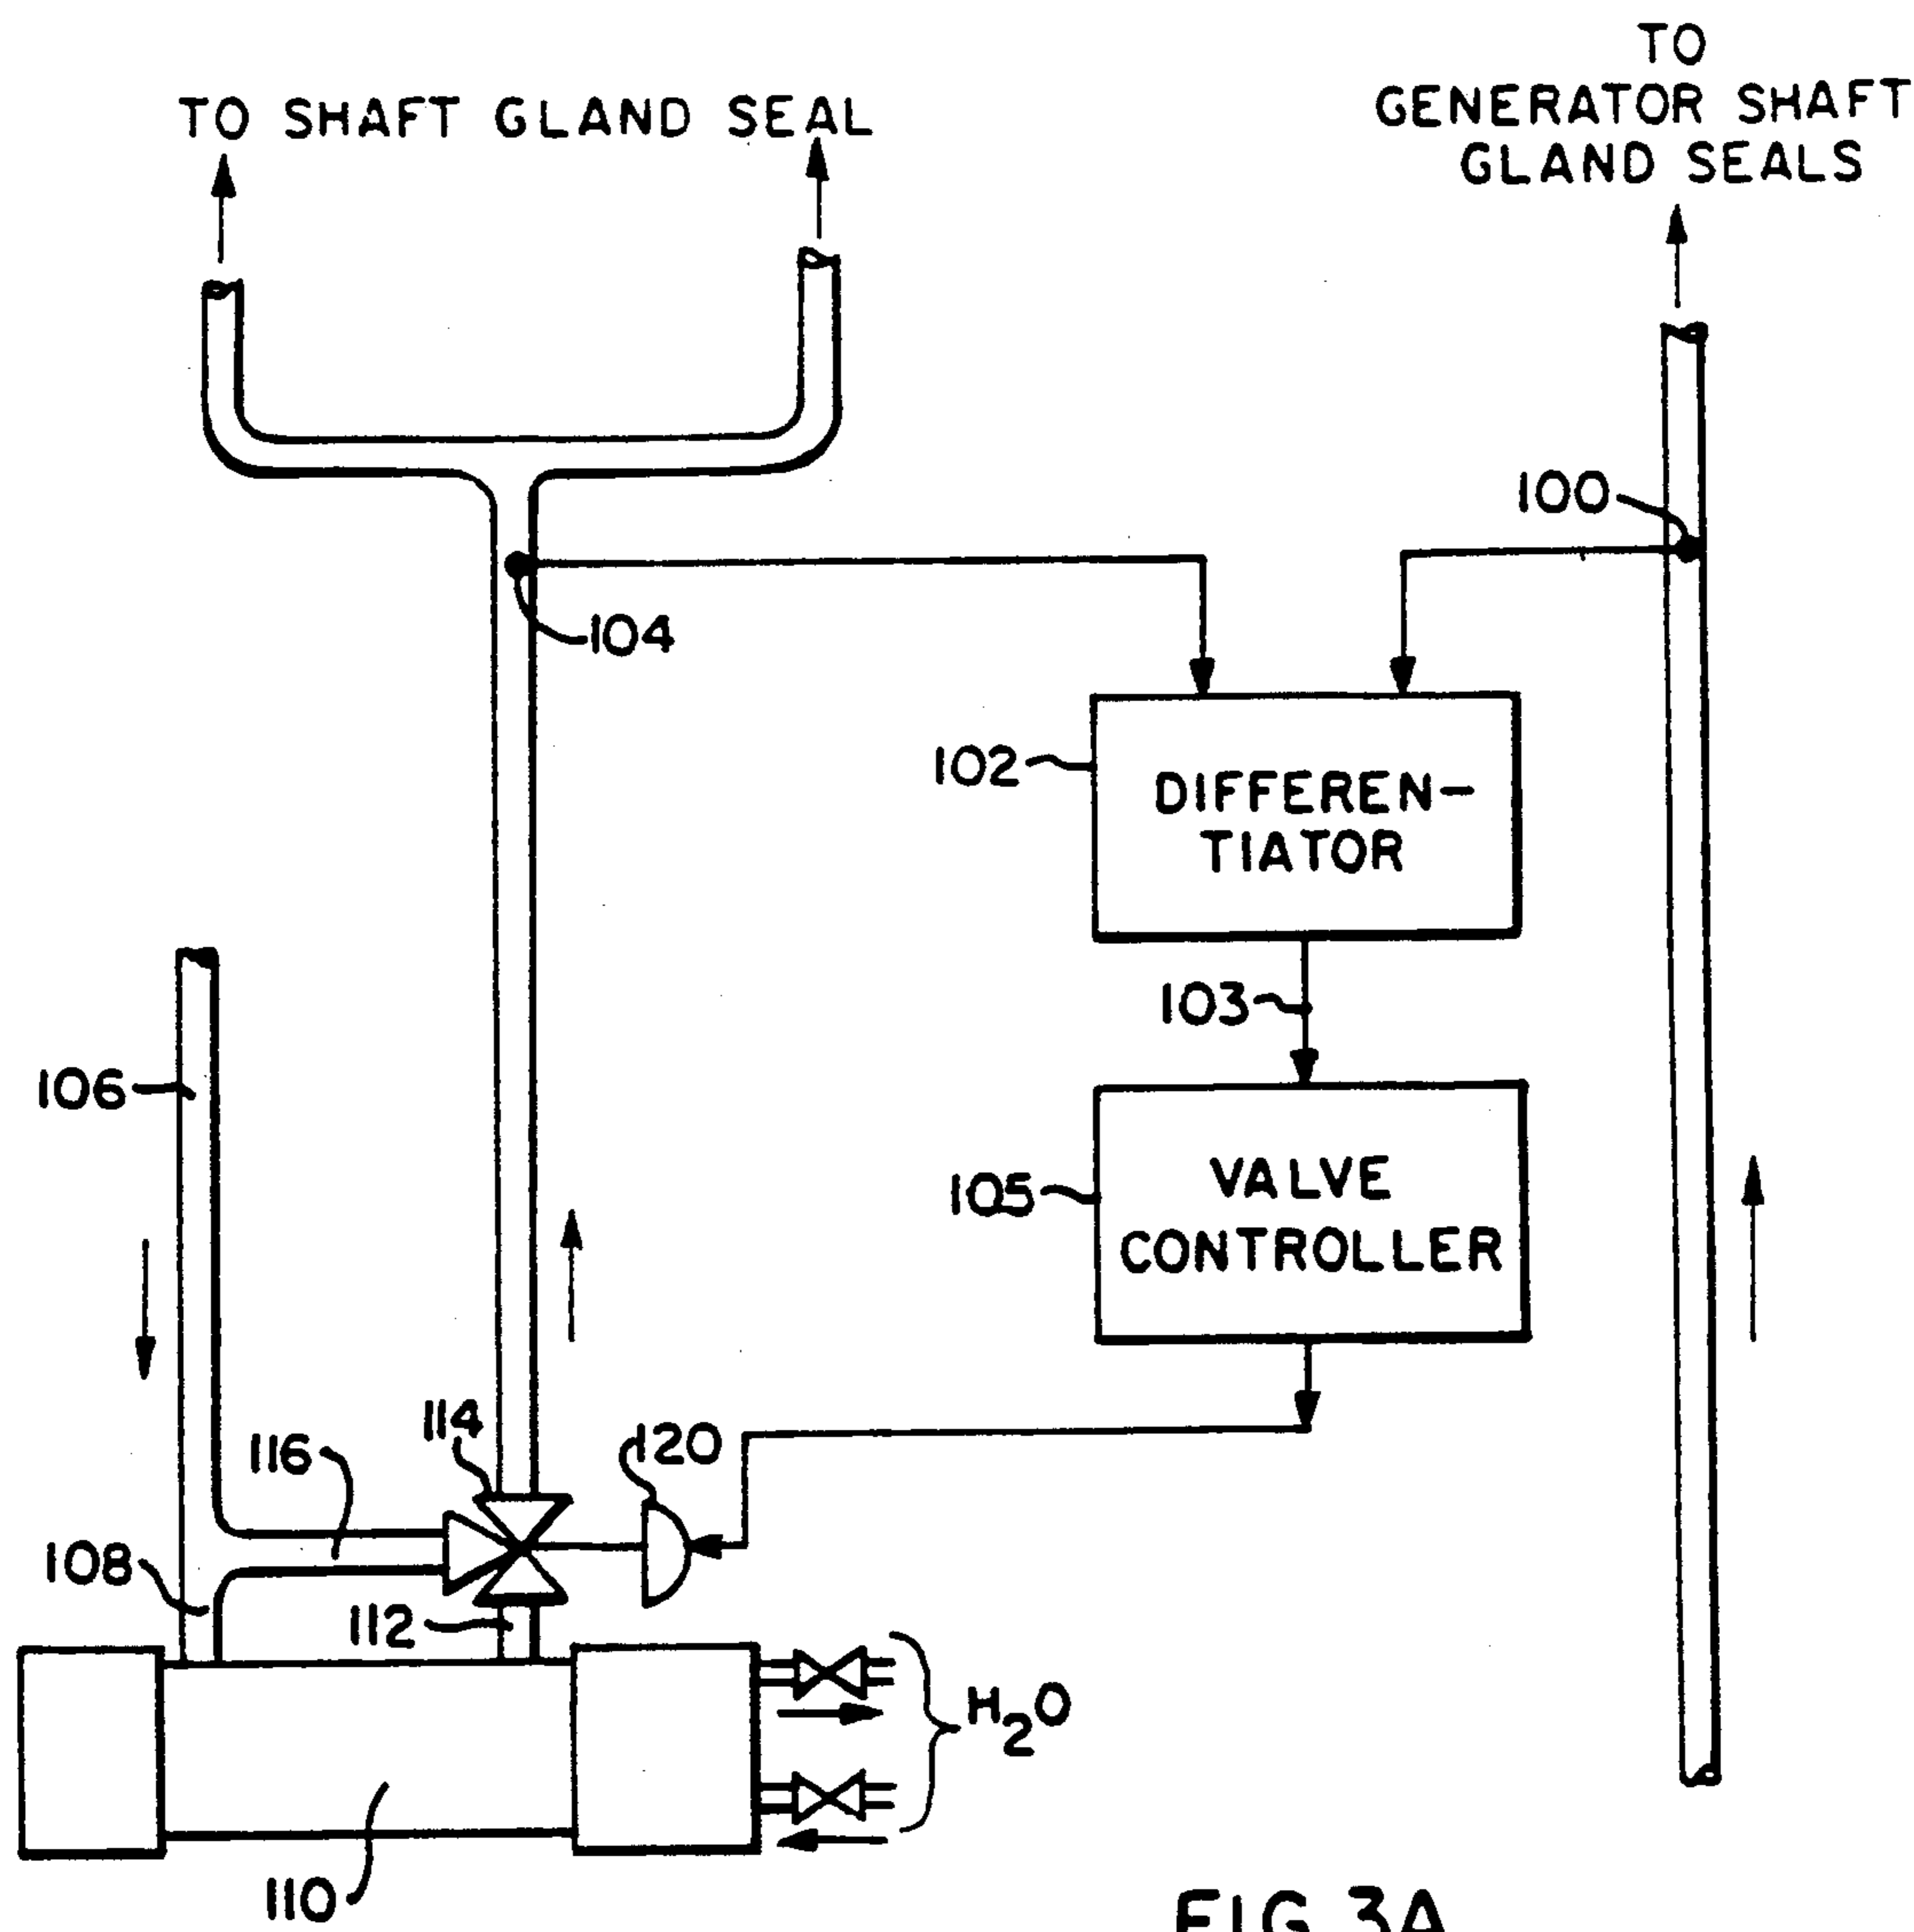 TO
GENERATOR SHAFT
GLAND SEALS
TO SHAFT GLAND SEAL
100
104
102
DIFFEREN-
TIATOR
103
106
105
VALVE
CONTROLLER
114
120
116
108
112
H2O
110
FIG 3A